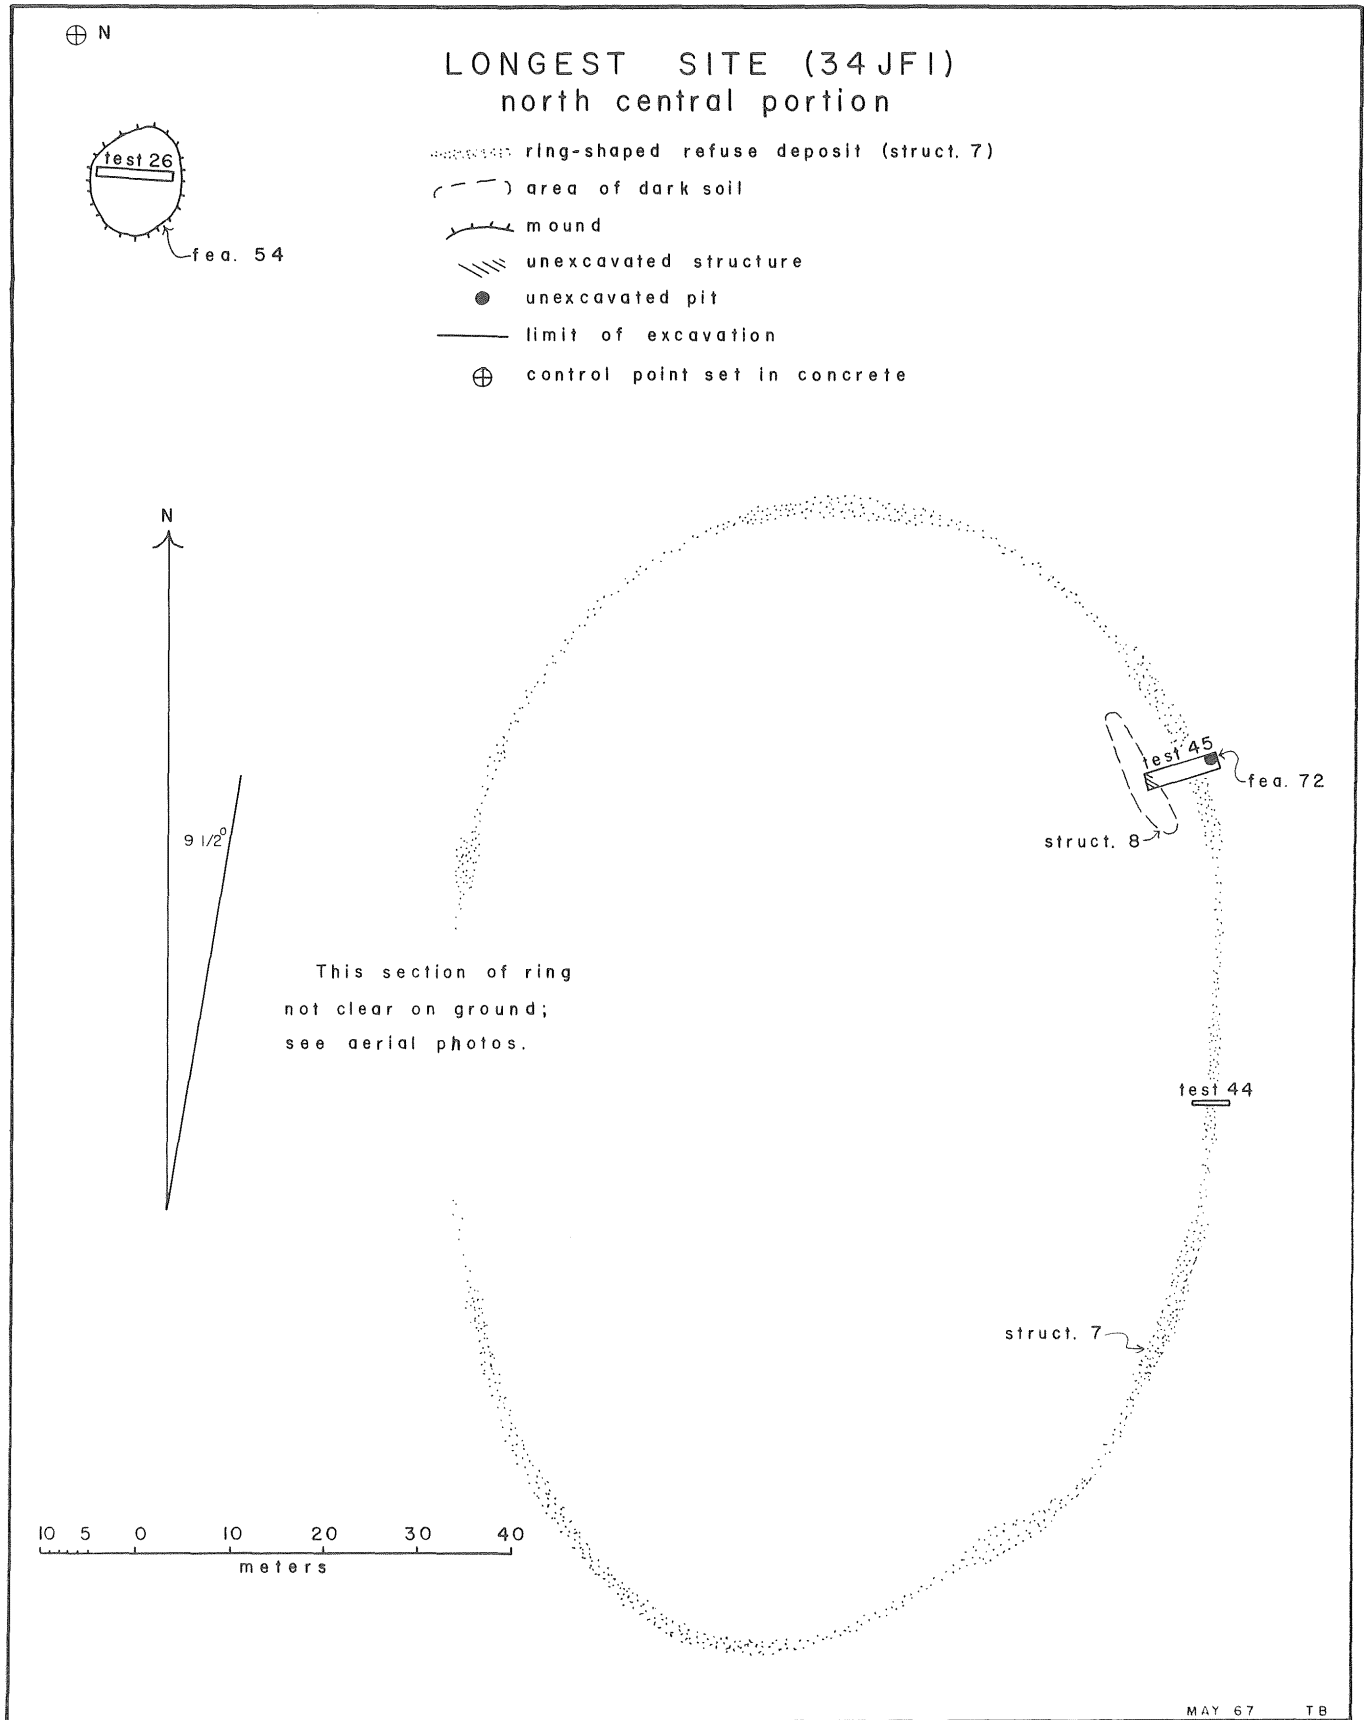 N
LONGEST SITE (34JF1)
north central portion
ring-shaped refuse deposit (struct. 7)
area of dark soil
mound
unexcavated structure
unexcavated pit
limit of excavation
control point set in concrete
test 26
fea. 54
N
9 1/2°
test 45
fea. 72
struct. 8
This section of ring
not clear on ground;
see aerial photos.
test 44
struct. 7
10 5 0 10 20 30 40
meters
MAY 67 TB